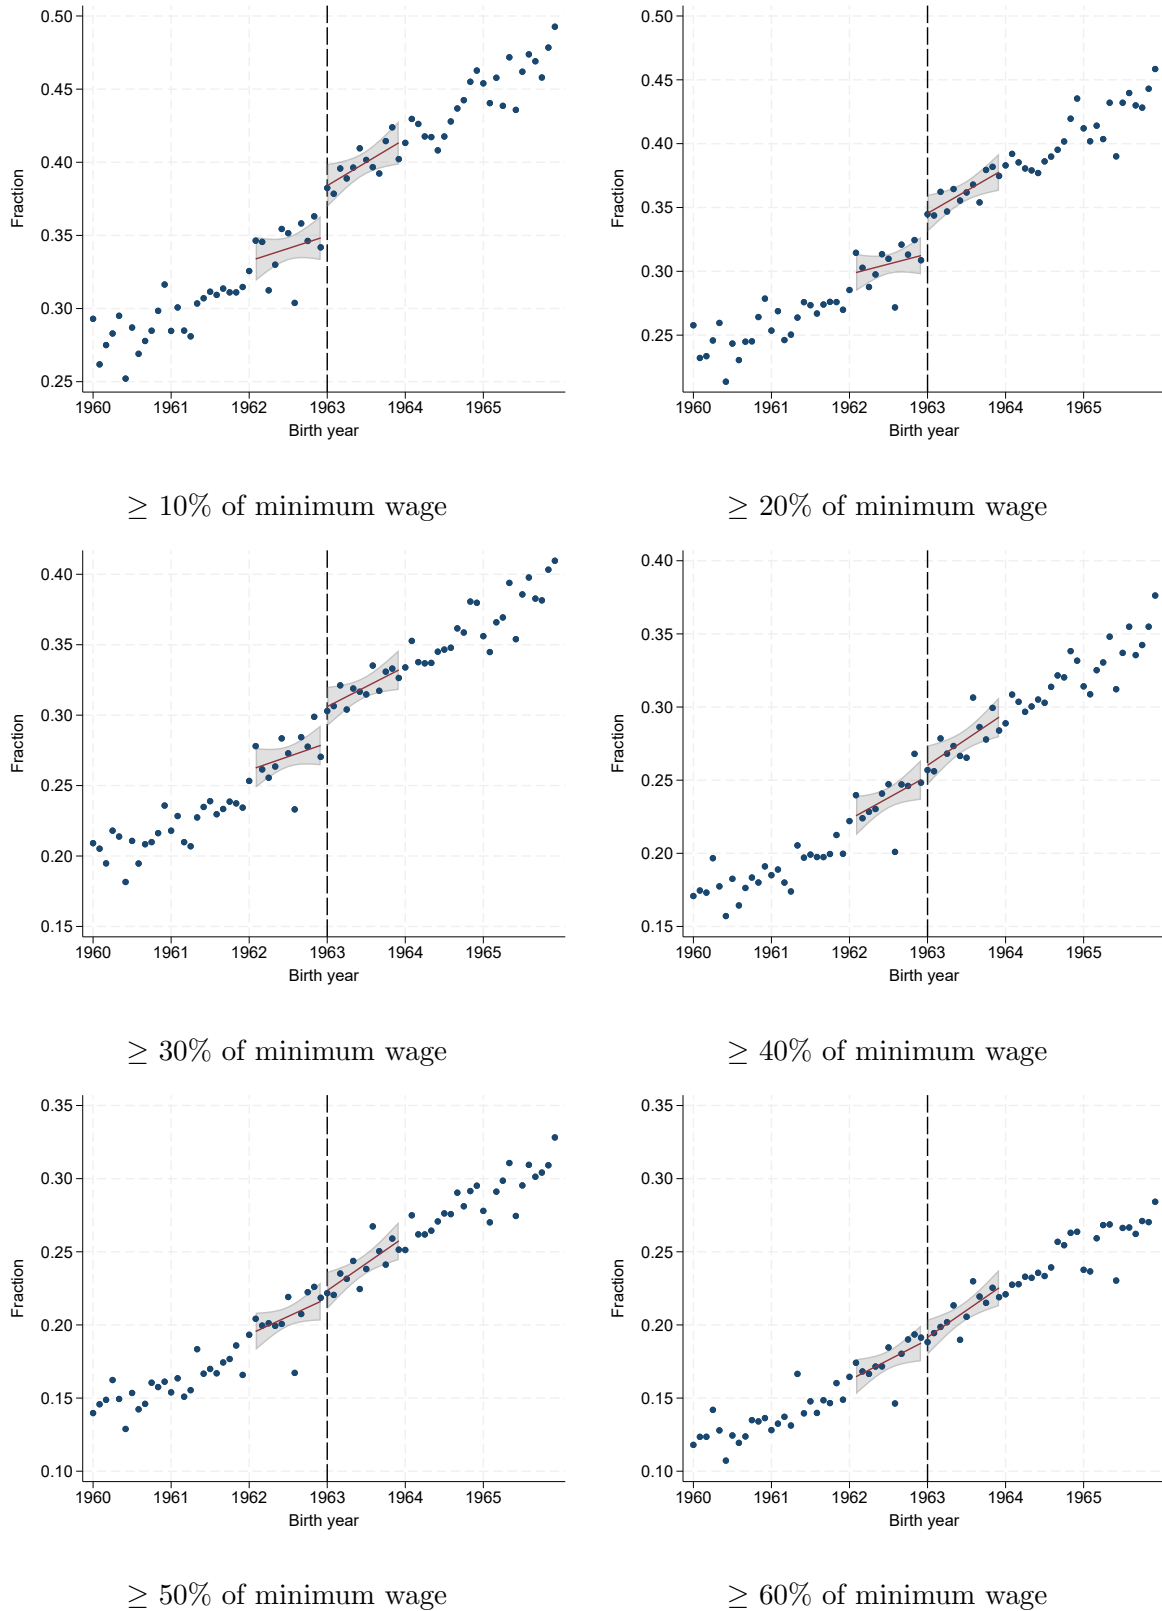 0.50
0.45
0.40
0.35
0.30
0.25
Fraction
1960 1961 1962 1963 1964 1965
Birth year
≥ 10% of minimum wage
0.50
0.45
0.40
0.35
0.30
0.25
Fraction
1960 1961 1962 1963 1964 1965
Birth year
≥ 20% of minimum wage
0.40
0.35
0.30
0.25
0.20
0.15
Fraction
1960 1961 1962 1963 1964 1965
Birth year
≥ 30% of minimum wage
0.40
0.35
0.30
0.25
0.20
0.15
Fraction
1960 1961 1962 1963 1964 1965
Birth year
≥ 40% of minimum wage
0.35
0.30
0.25
0.20
0.15
0.10
Fraction
1960 1961 1962 1963 1964 1965
Birth year
≥ 50% of minimum wage
0.35
0.30
0.25
0.20
0.15
0.10
Fraction
1960 1961 1962 1963 1964 1965
Birth year
≥ 60% of minimum wage